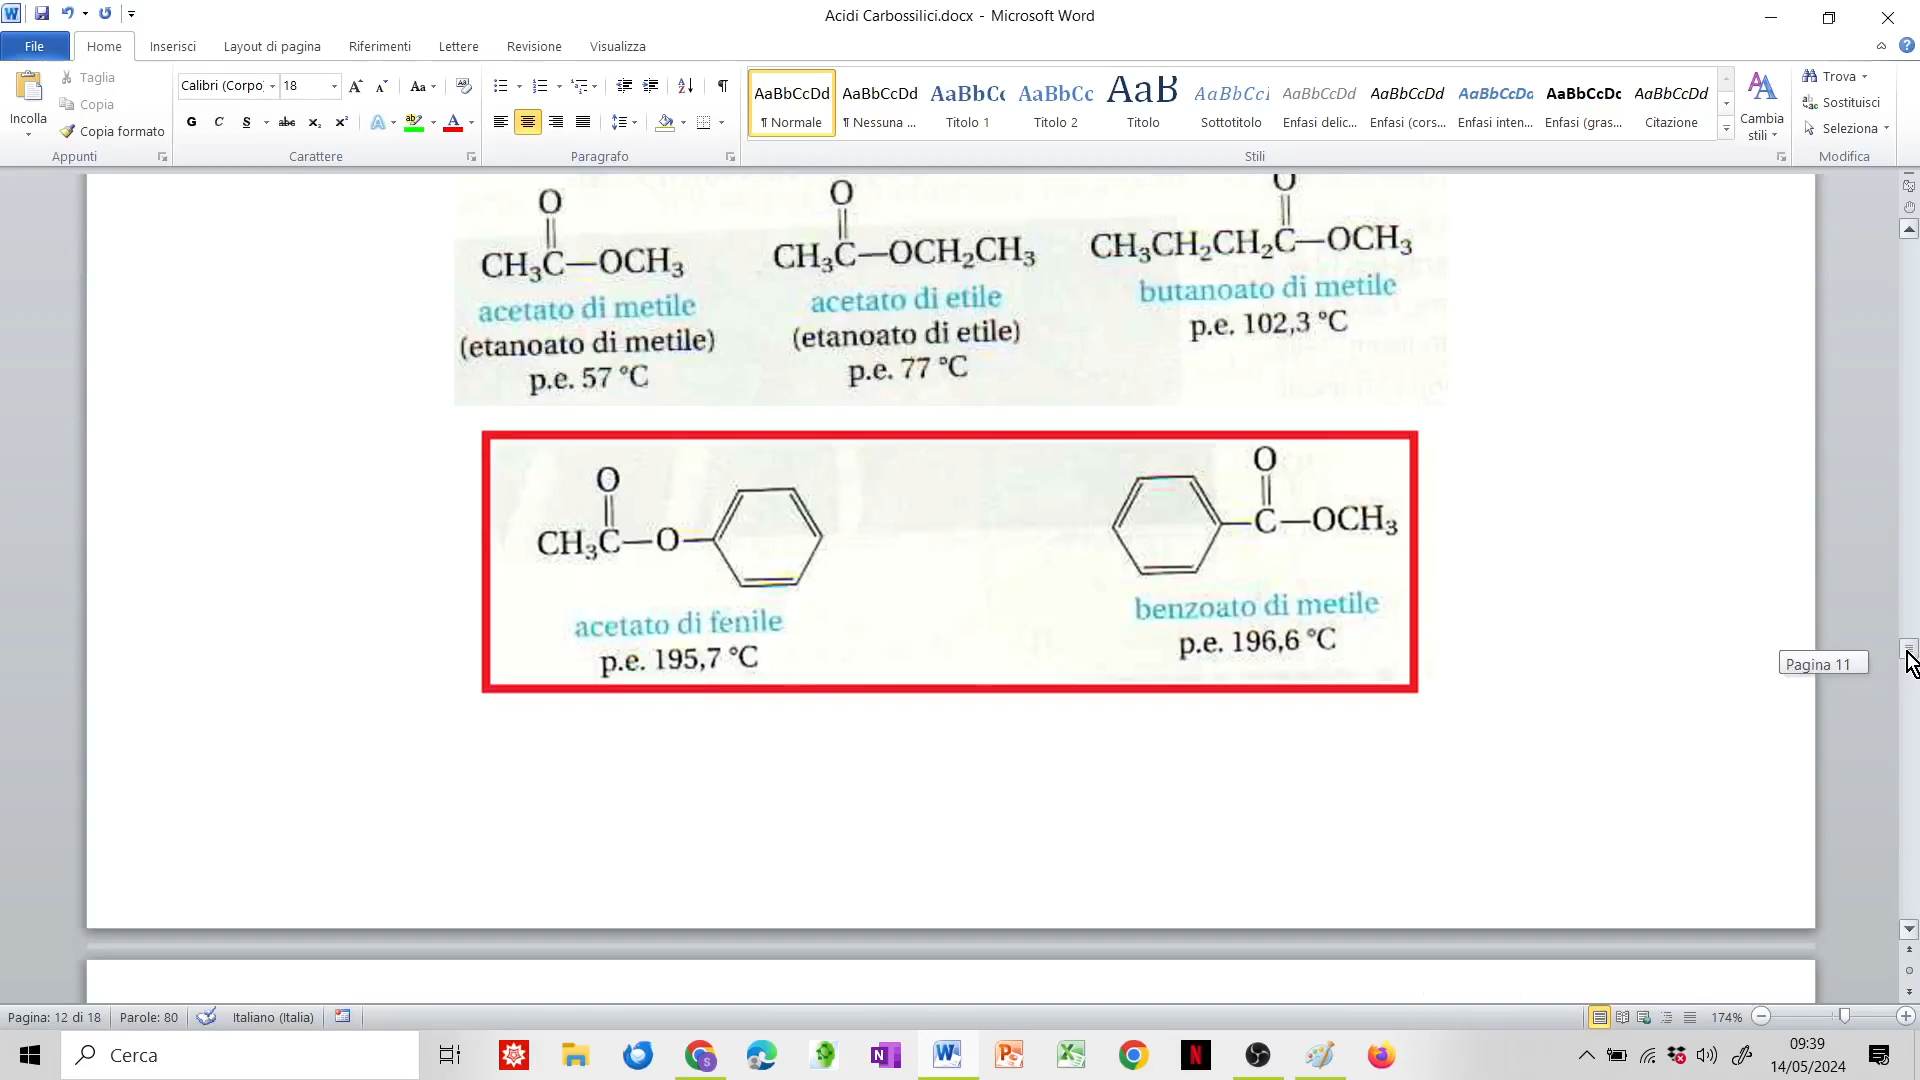 Acidi Carbossilici.docx - Microsoft Word
File Home Inserisci Layout di pagina Riferimenti Lettere Revisione Visualizza
Incolla
Taglia
Copia
Copia formato
Appunti
Calibri (Corpo) 18
G C S abc x₂ x² A ab A
Carattere
Paragrafo
AaBbCcDd AaBbCcDd AaBbCc AaBbCc AaB AaBbCcI AaBbCcDd AaBbCcDd AaBbCcDd AaBbCcDc AaBbCcDd
¶ Normale ¶ Nessuna ... Titolo 1 Titolo 2 Titolo Sottotitolo Enfasi delic... Enfasi (cors... Enfasi inten... Enfasi (gras... Citazione
Stili
Cambia stili
Trova
Sostituisci
Seleziona
Modifica
O O O
CH₃C—OCH₃ CH₃C—OCH₂CH₃ CH₃CH₂CH₂C—OCH₃
acetato di metile acetato di etile butanoato di metile
(etanoato di metile) (etanoato di etile) p.e. 102,3 °C
p.e. 57 °C p.e. 77 °C
O O
CH₃C—O— —C—OCH₃
acetato di fenile benzoato di metile
p.e. 195,7 °C p.e. 196,6 °C
Pagina 11
Pagina: 12 di 18 Parole: 80 Italiano (Italia) 174%
Cerca
09:39
14/05/2024